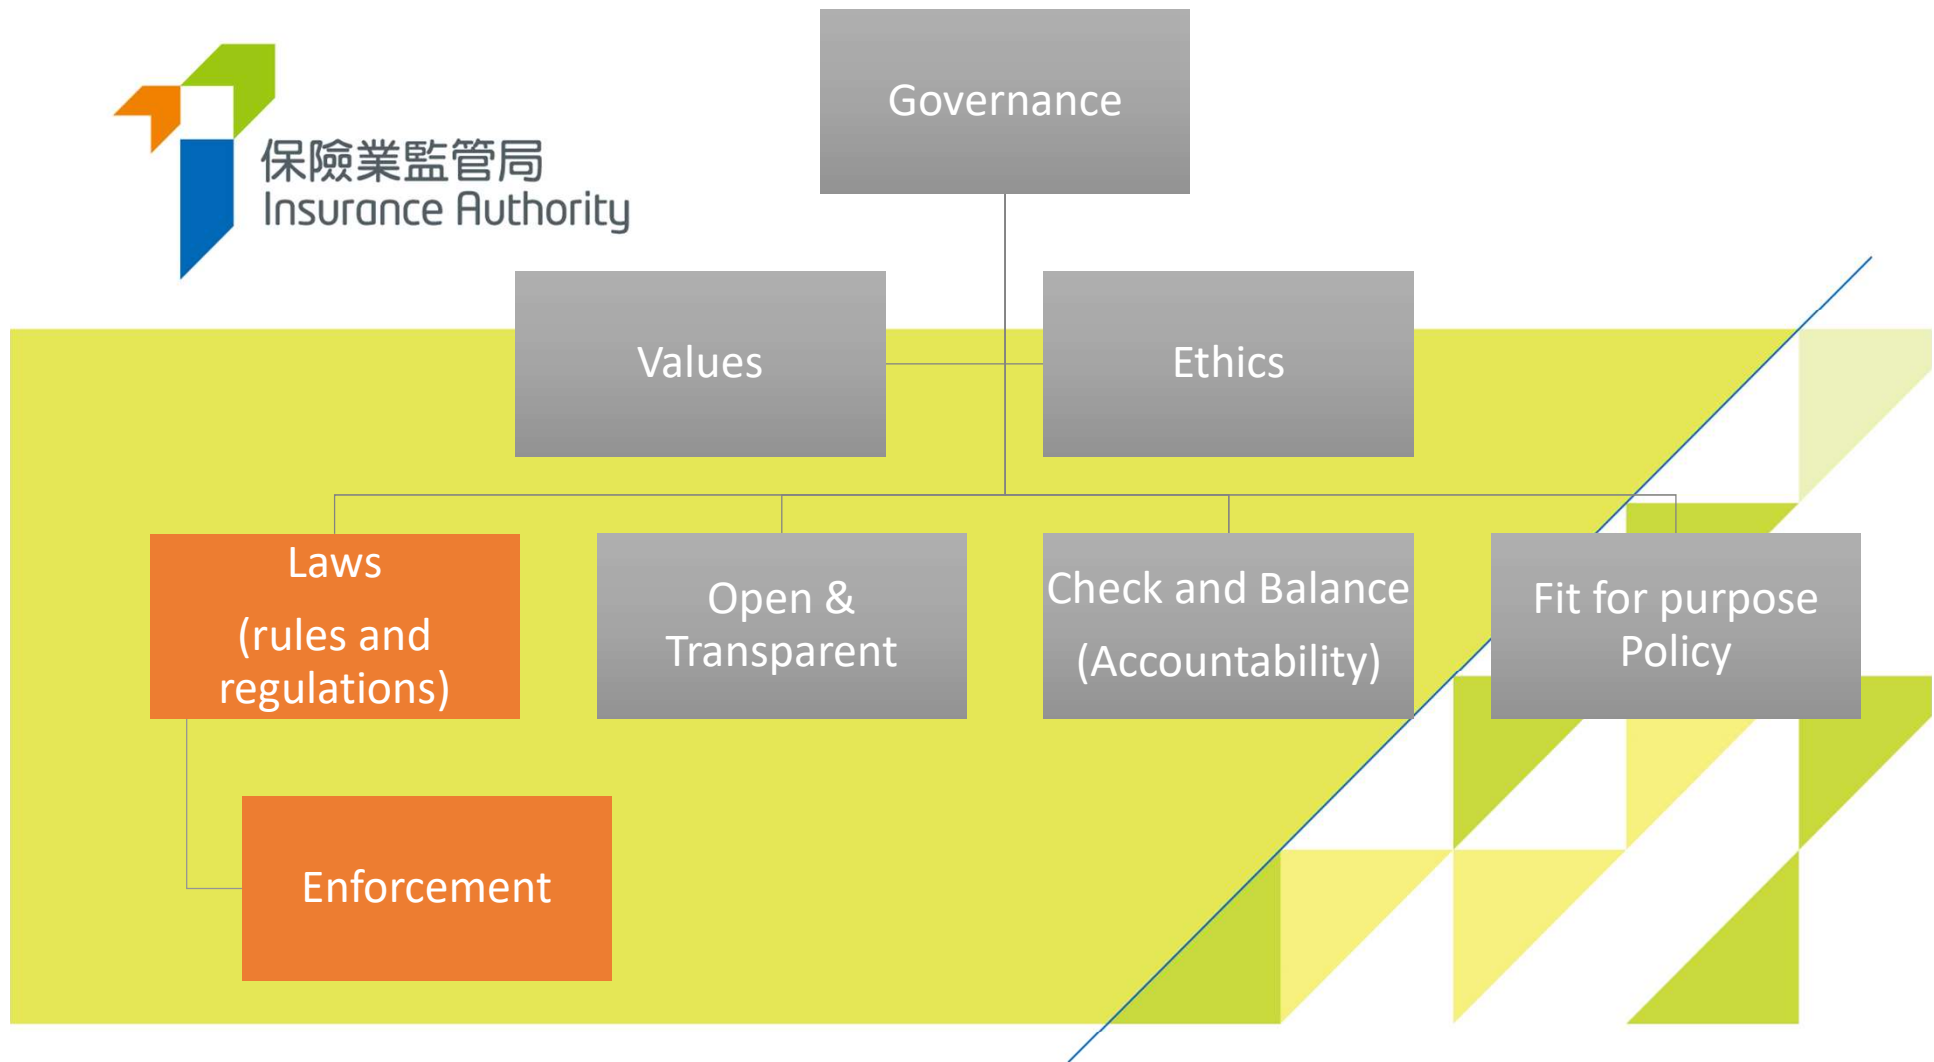 保險業監管局
Insurance Authority
Governance
Values
Ethics
Laws
(rules and
regulations)
Open &
Transparent
Check and Balance
(Accountability)
Fit for purpose
Policy
Enforcement